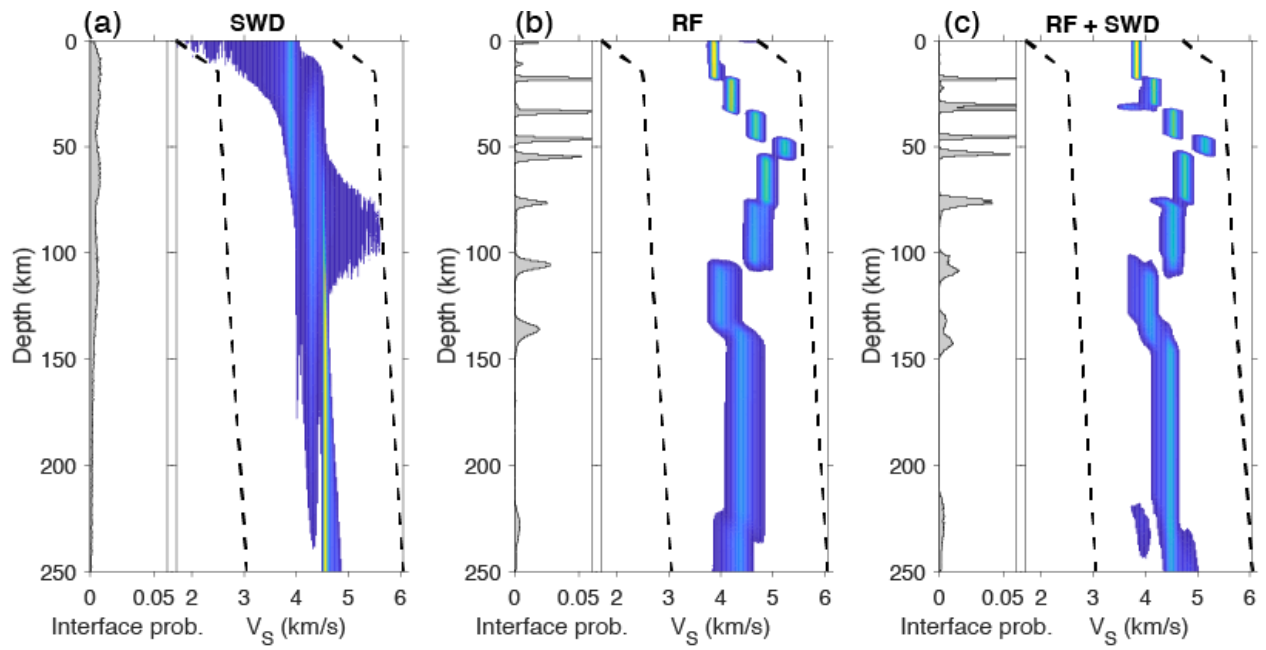 (a) SWD
(b) RF
(c) RF + SWD
0 0 0
50 50 50
100 100 100
150 150 150
200 200 200
250 250 250
Depth (km) Depth (km) Depth (km)
0 0.05 2 3 4 5 6 0 0.05 2 3 4 5 6 0 0.05 2 3 4 5 6
Interface prob. V_S (km/s) Interface prob. V_S (km/s) Interface prob. V_S (km/s)